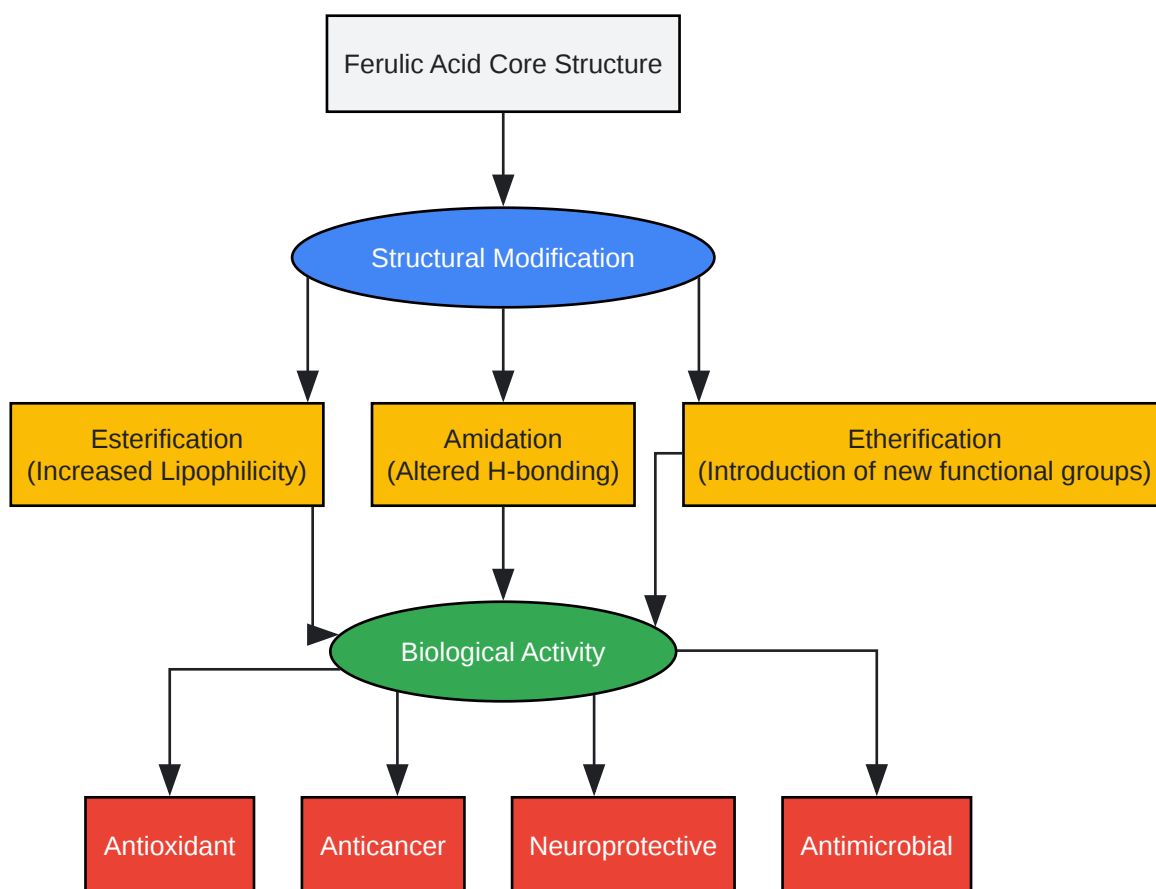 Ferulic Acid Core Structure
Structural Modification
Esterification
(Increased Lipophilicity)
Amidation
(Altered H-bonding)
Etherification
(Introduction of new functional groups)
Biological Activity
Antioxidant
Anticancer
Neuroprotective
Antimicrobial